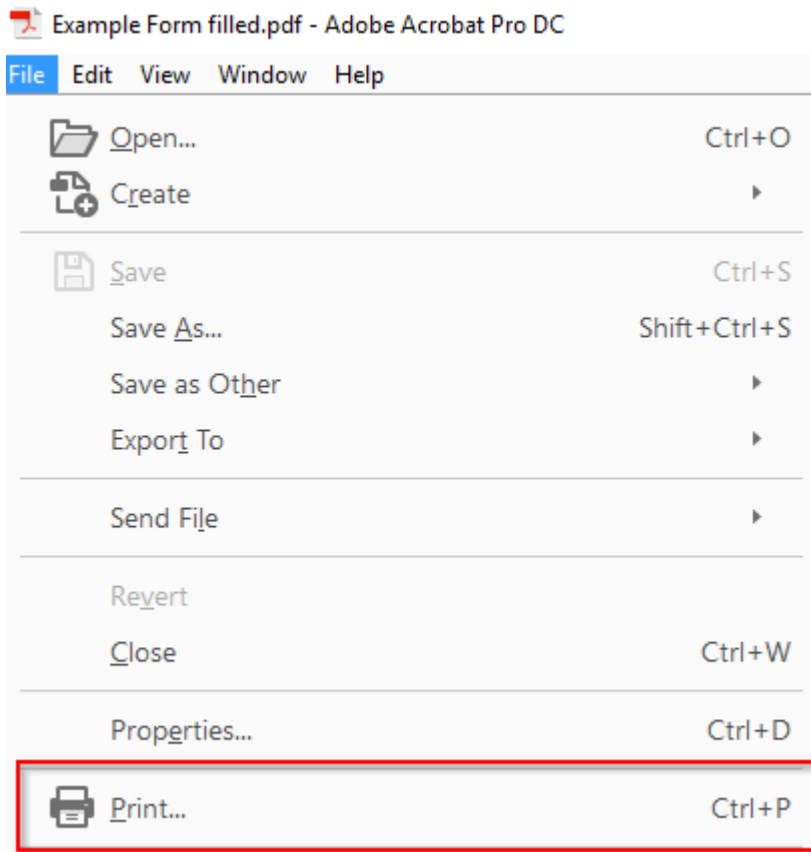 Example Form filled.pdf - Adobe Acrobat Pro DC
File Edit View Window Help
Open... Ctrl+O
Create
Save Ctrl+S
Save As... Shift+Ctrl+S
Save as Other
Export To
Send File
Revert
Close Ctrl+W
Properties... Ctrl+D
Print... Ctrl+P